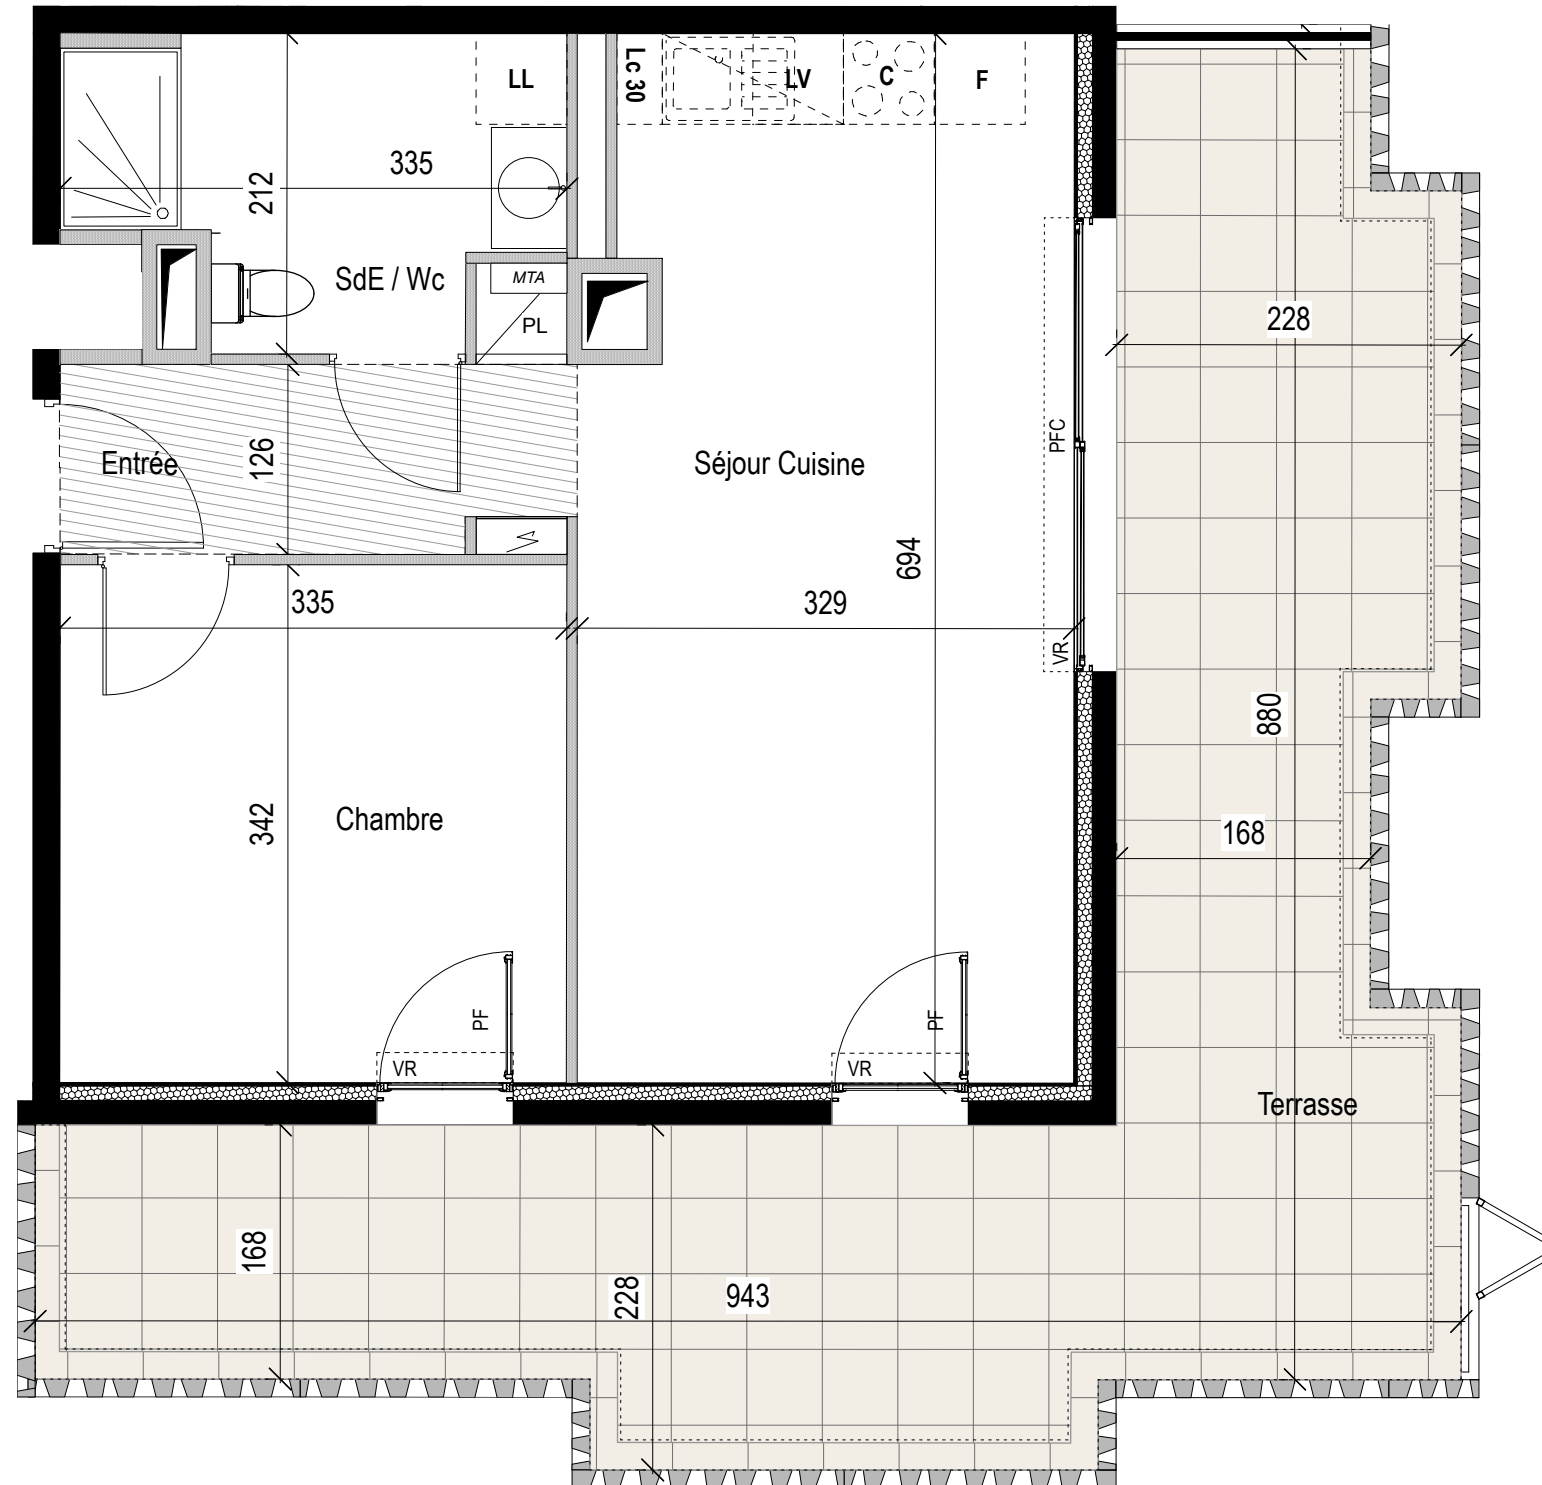 LL
Lc 30
LV
C
F
335
212
SdE / Wc
MTA
PL
228
Entrée
126
PFC
Séjour Cuisine
694
335
329
VR
880
342
Chambre
168
PF
VR
PF
VR
Terrasse
168
228
943